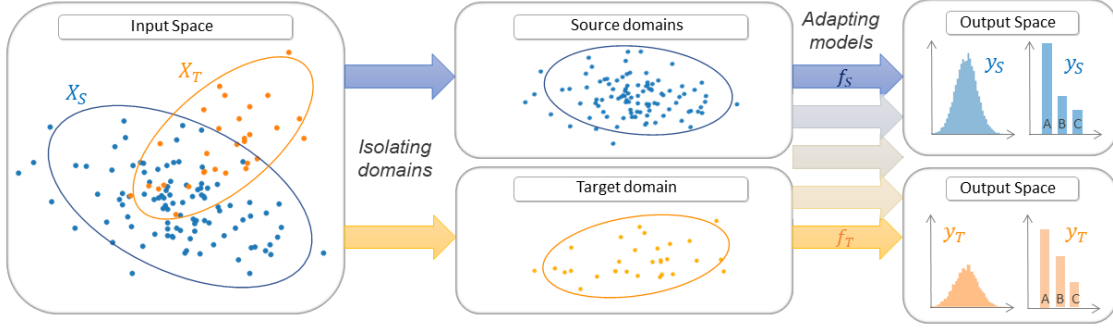 Input Space
X_T
X_S
Isolating
domains
Source domains
Target domain
Adapting
models
f_S
f_T
Output Space
y_S
y_S
A B C
Output Space
y_T
y_T
A B C